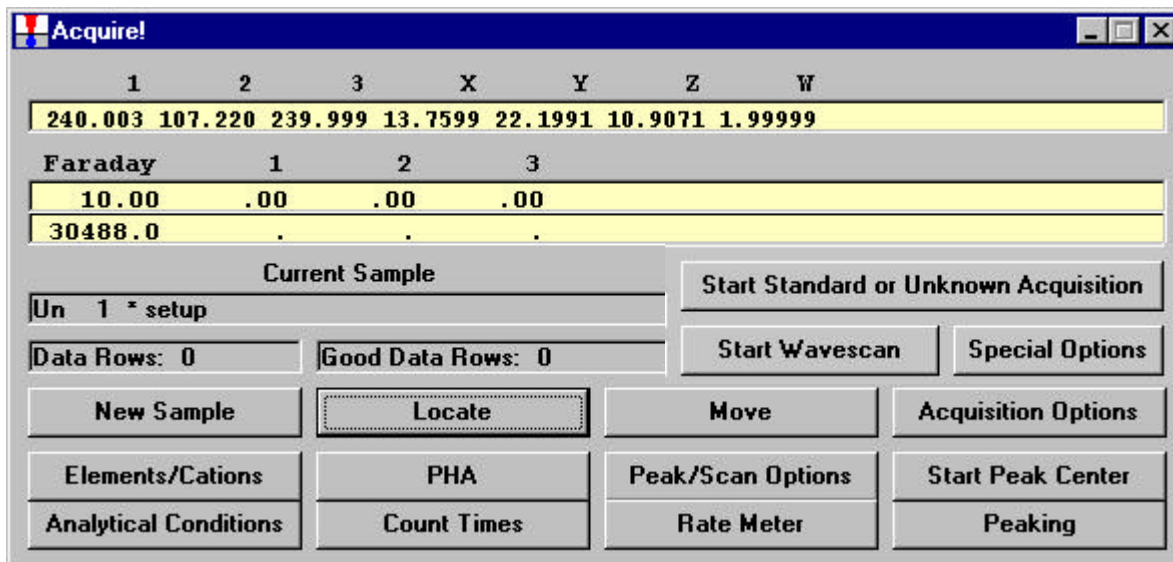 Acquire!
1 2 3 X Y Z W
240.003 107.220 239.999 13.7599 22.1991 10.9071 1.99999
Faraday 1 2 3
10.00 .00 .00 .00
30488.0 . . .
Current Sample
Start Standard or Unknown Acquisition
Un 1 * setup
Data Rows: 0 Good Data Rows: 0 Start Wavescan Special Options
New Sample Locate Move Acquisition Options
Elements/Cations PHA Peak/Scan Options Start Peak Center
Analytical Conditions Count Times Rate Meter Peaking